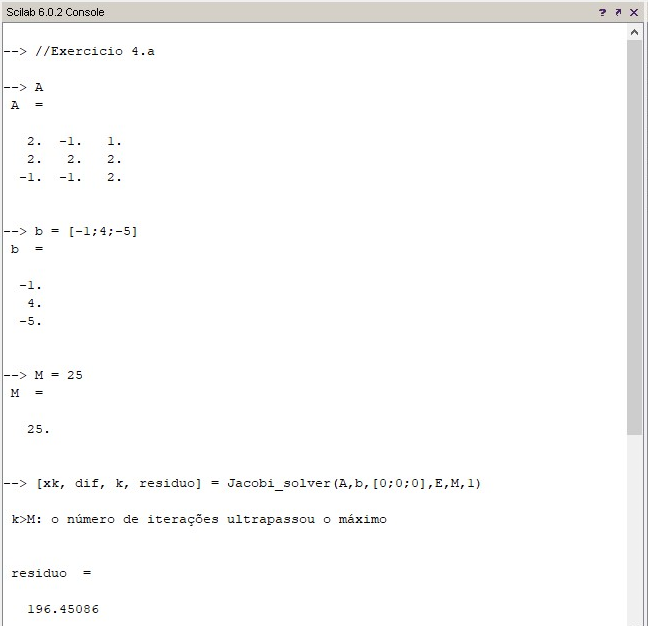 Scilab 6.0.2 Console
--> //Exercicio 4.a
--> A
A =
2. -1. 1.
2. 2. 2.
-1. -1. 2.
--> b = [-1;4;-5]
b =
-1.
4.
-5.
--> M = 25
M =
25.
--> [xk, dif, k, residuo] = Jacobi_solver(A,b,[0;0;0],E,M,1)
k>M: o número de iterações ultrapassou o máximo
residuo =
196.45086